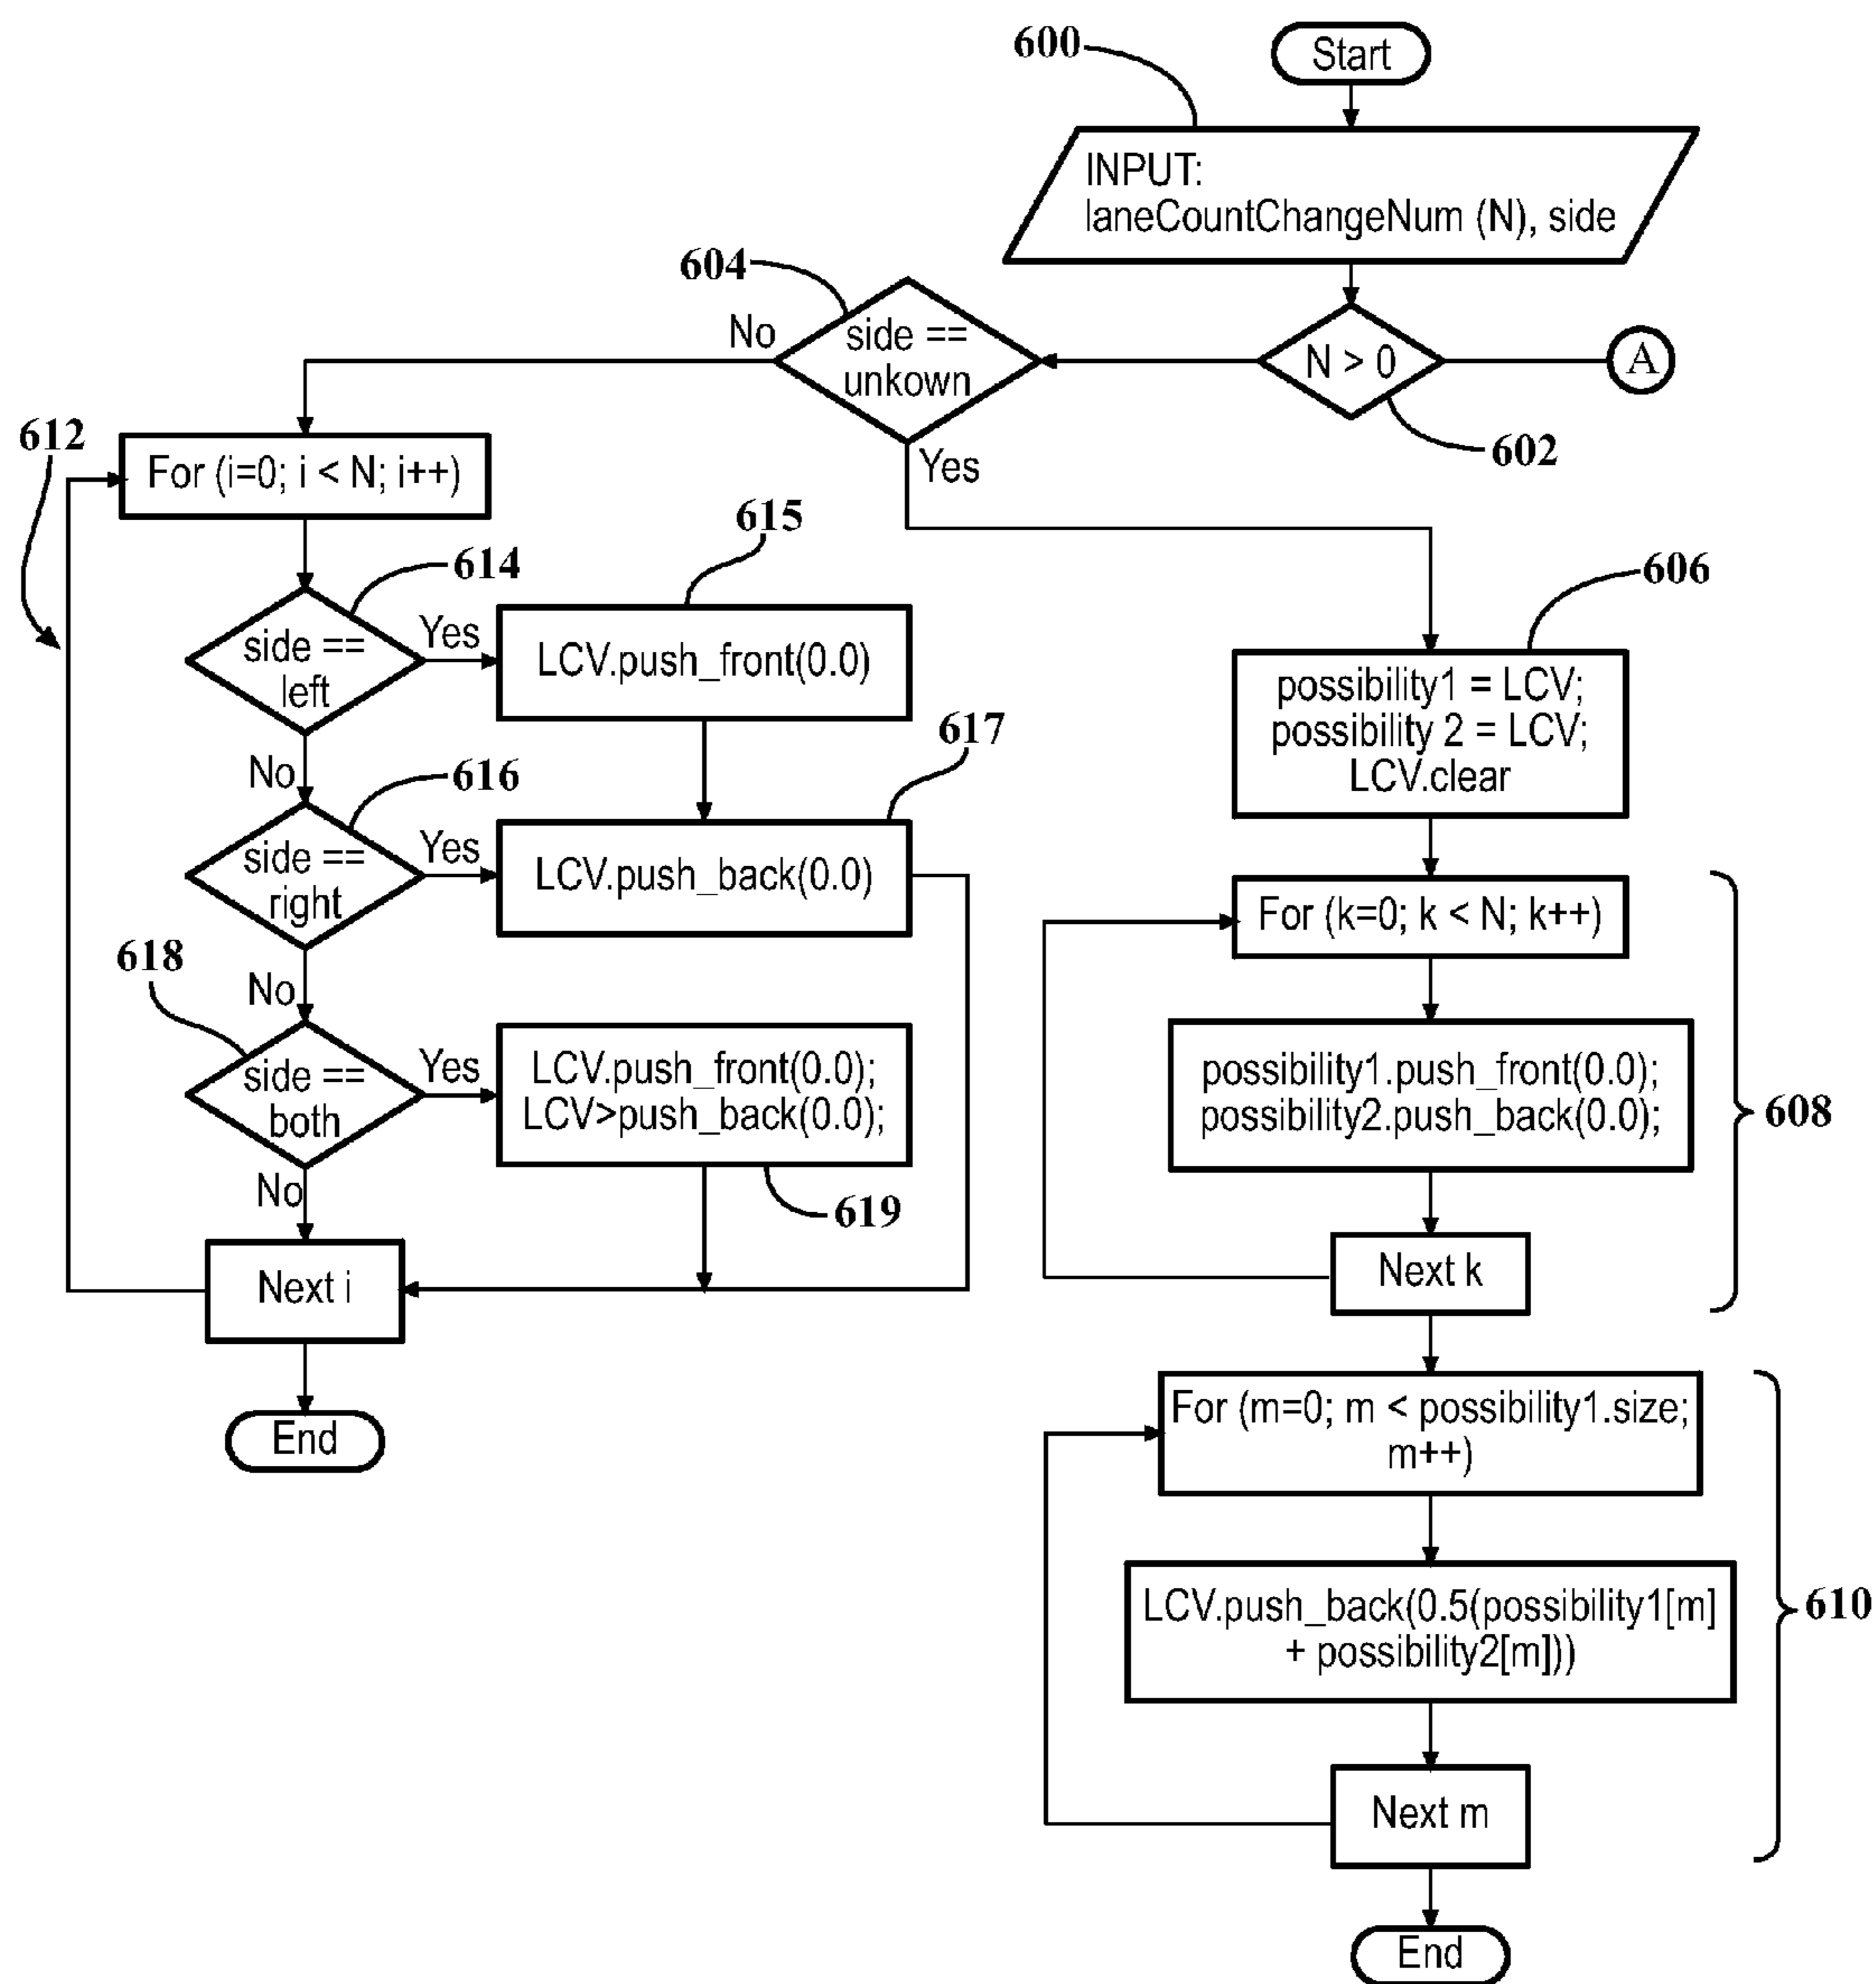 Start
600
INPUT:
laneCountChangeNum (N), side
604
side ==
unkown
No
Yes
N > 0
A
602
612
For (i=0; i < N; i++)
614
side ==
left
Yes
No
615
LCV.push_front(0.0)
616
side ==
right
Yes
No
617
LCV.push_back(0.0)
618
side ==
both
Yes
No
LCV.push_front(0.0);
LCV>push_back(0.0);
619
Next i
End
606
possibility1 = LCV;
possibility 2 = LCV;
LCV.clear
For (k=0; k < N; k++)
possibility1.push_front(0.0);
possibility2.push_back(0.0);
608
Next k
For (m=0; m < possibility1.size;
m++)
LCV.push_back(0.5(possibility1[m]
+ possibility2[m]))
610
Next m
End